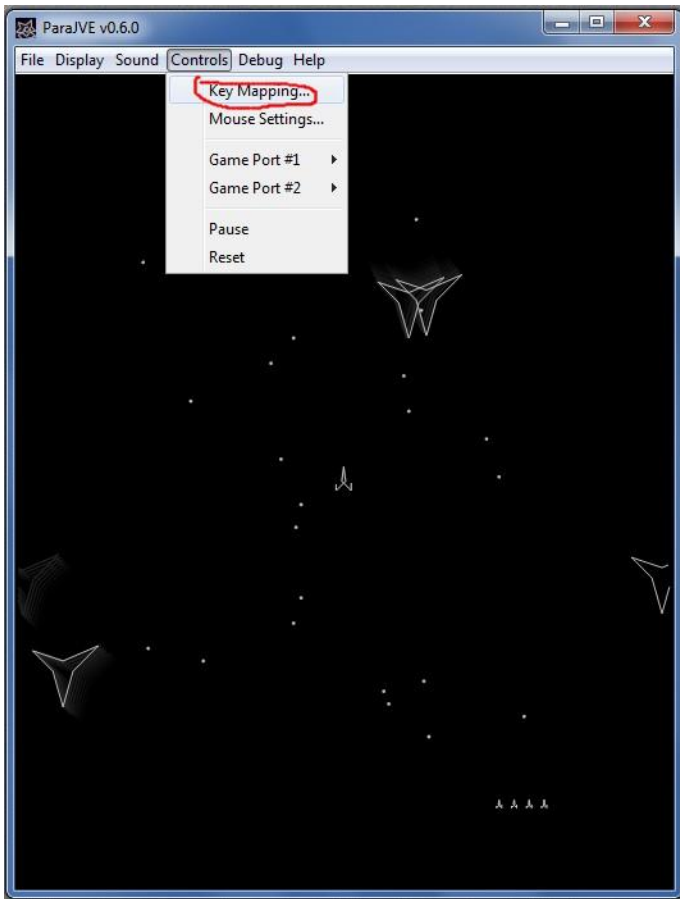 ParaJVE v0.6.0
File Display Sound Controls Debug Help
Key Mapping...
Mouse Settings...
Game Port #1
Game Port #2
Pause
Reset